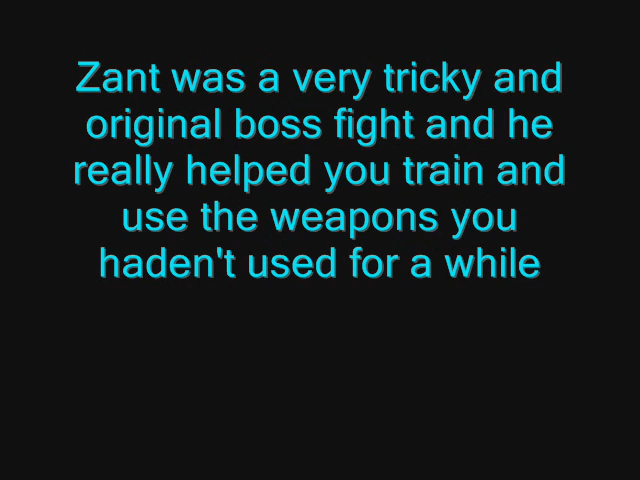 Zant was a very tricky and
original boss fight and he
really helped you train and
use the weapons you
haden't used for a while